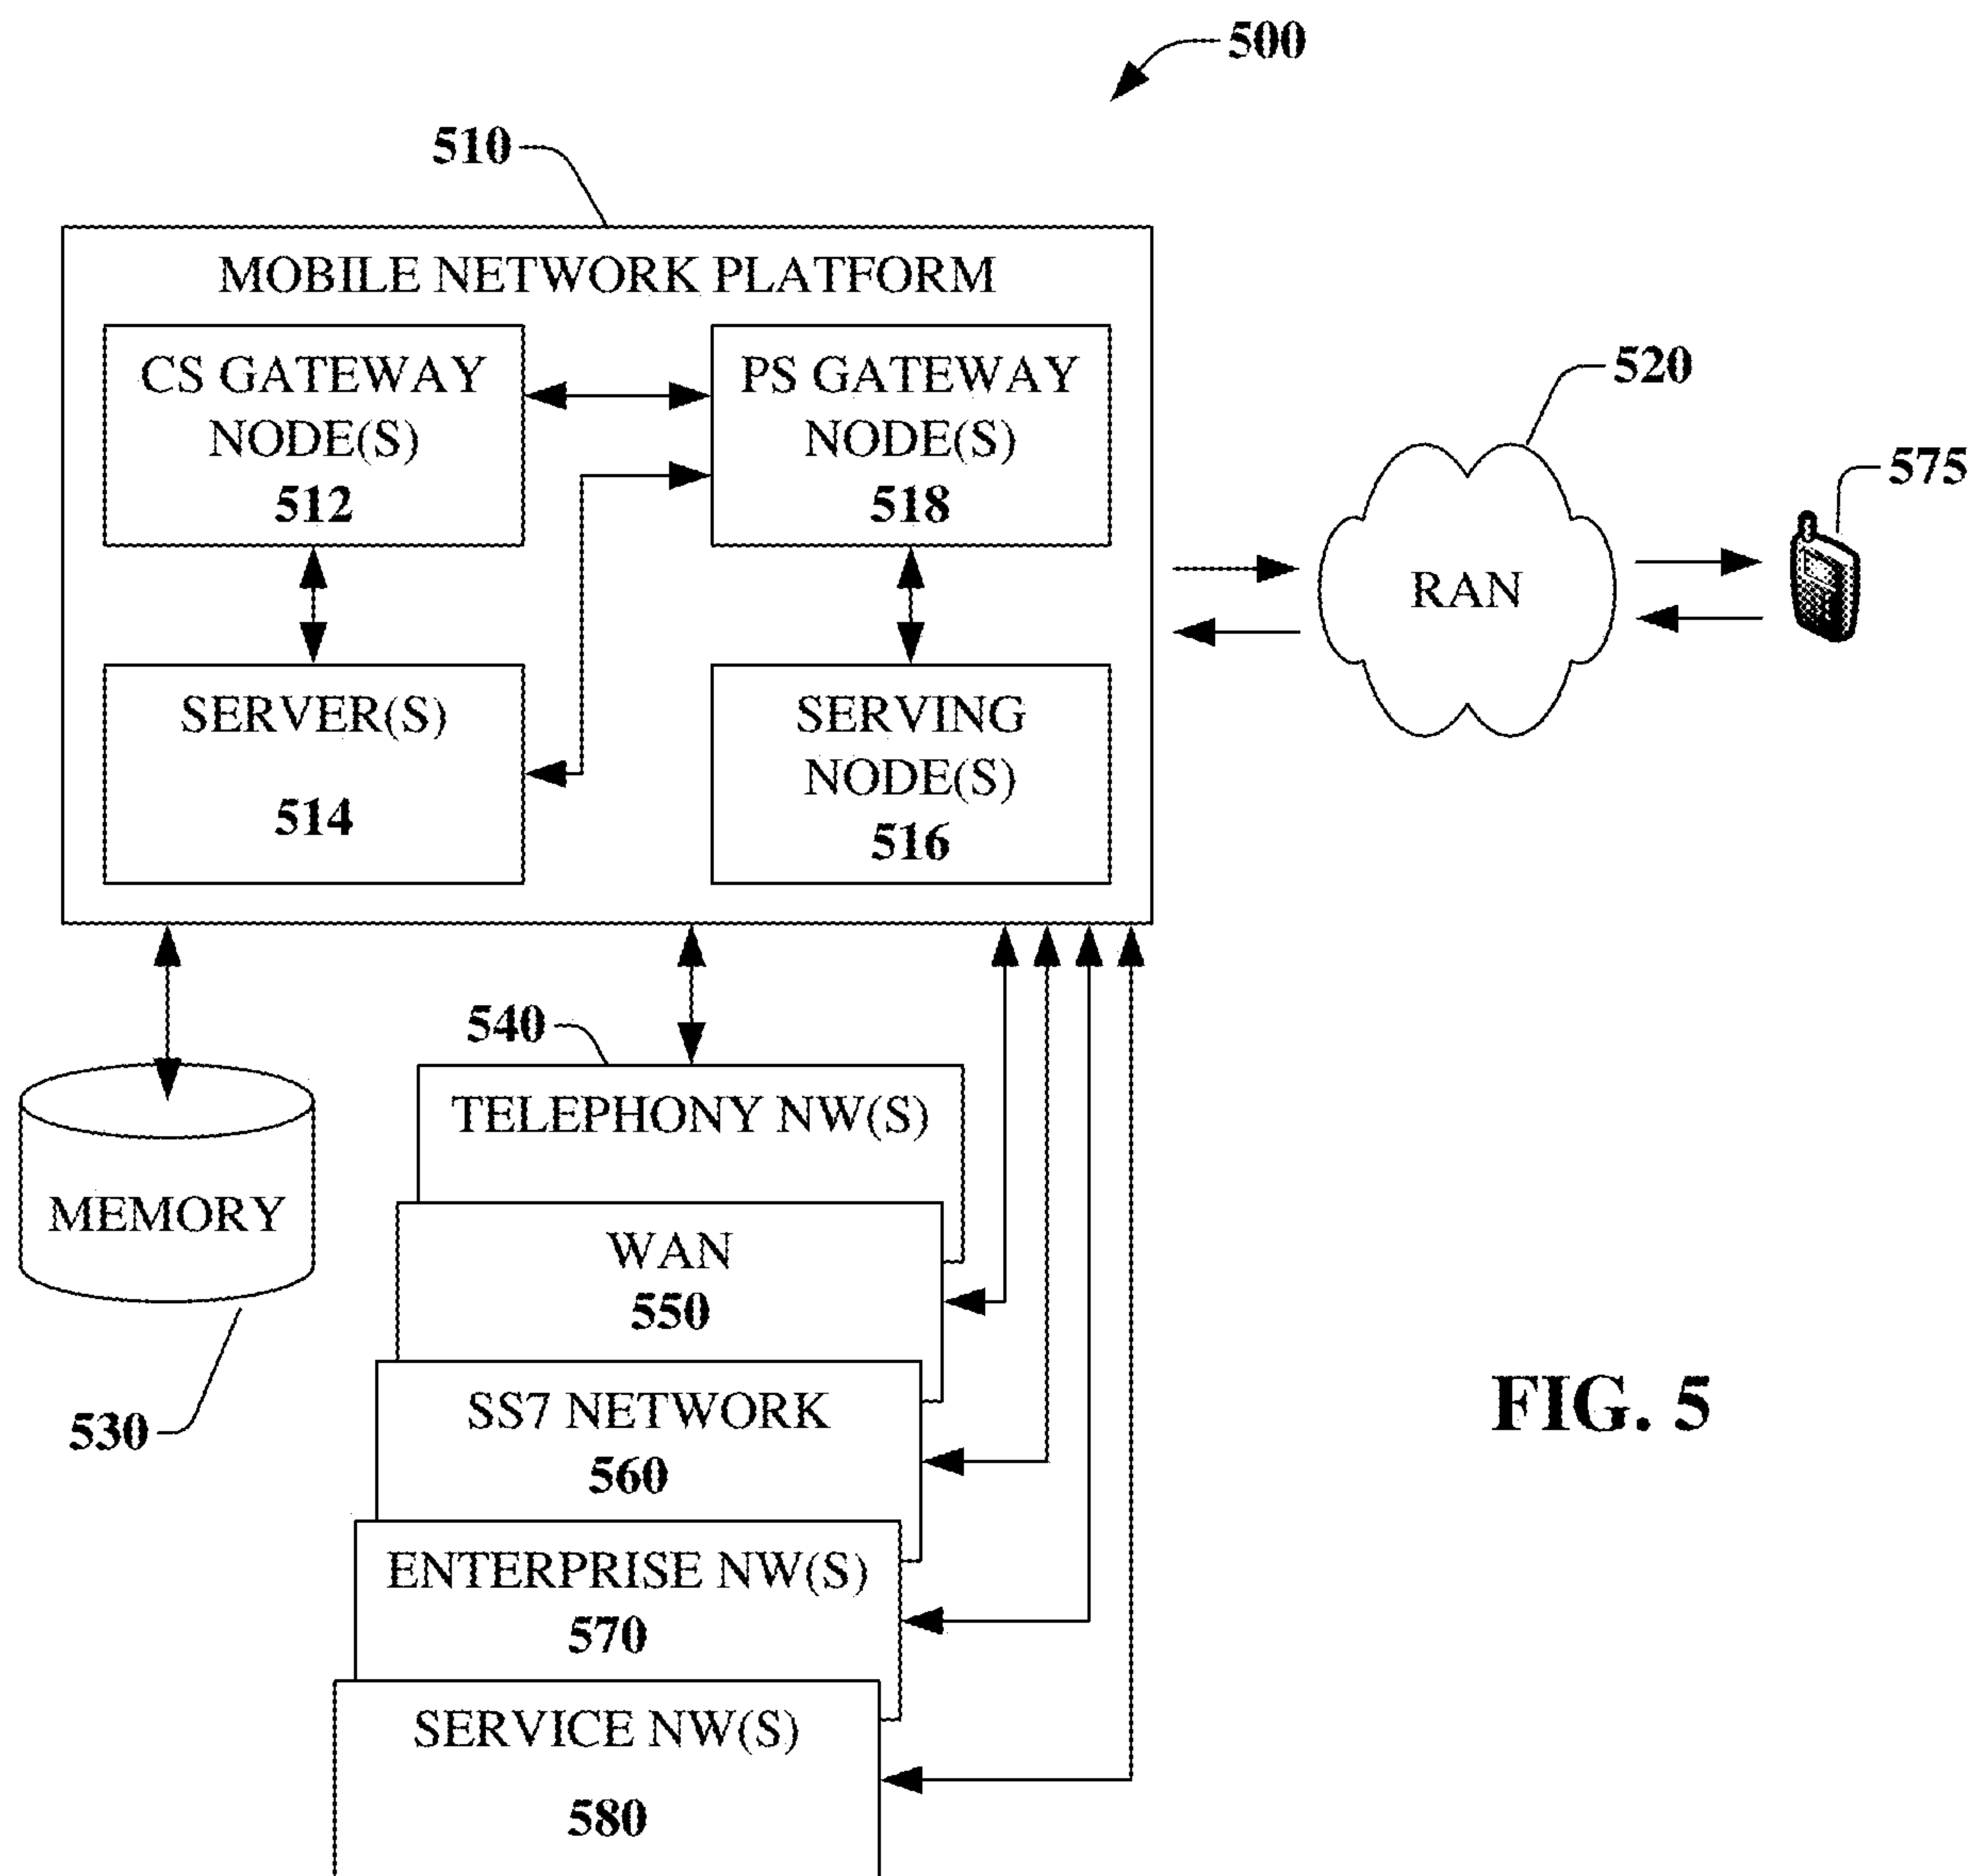 500
510
MOBILE NETWORK PLATFORM
CS GATEWAY
NODE(S)
512
PS GATEWAY
NODE(S)
518
SERVER(S)
514
SERVING
NODE(S)
516
520
RAN
575
540
TELEPHONY NW(S)
MEMORY
530
WAN
550
SS7 NETWORK
560
ENTERPRISE NW(S)
570
SERVICE NW(S)
580
FIG. 5